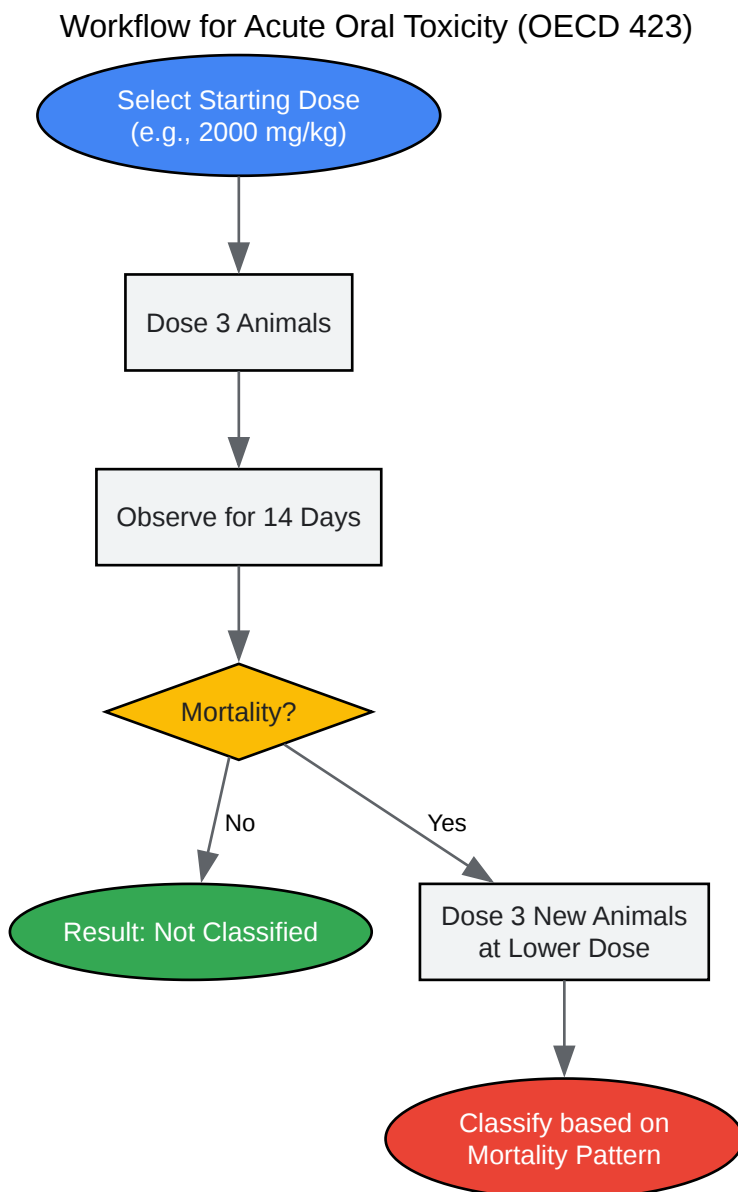 Workflow for Acute Oral Toxicity (OECD 423)
Select Starting Dose
(e.g., 2000 mg/kg)
Dose 3 Animals
Observe for 14 Days
Mortality?
No
Yes
Result: Not Classified
Dose 3 New Animals
at Lower Dose
Classify based on
Mortality Pattern